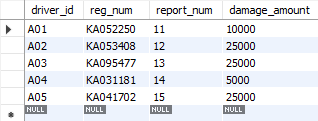 driver_id reg_num report_num damage_amount
A01 KA052250 11 10000
A02 KA053408 12 25000
A03 KA095477 13 25000
A04 KA031181 14 5000
A05 KA041702 15 25000
NULL NULL NULL NULL